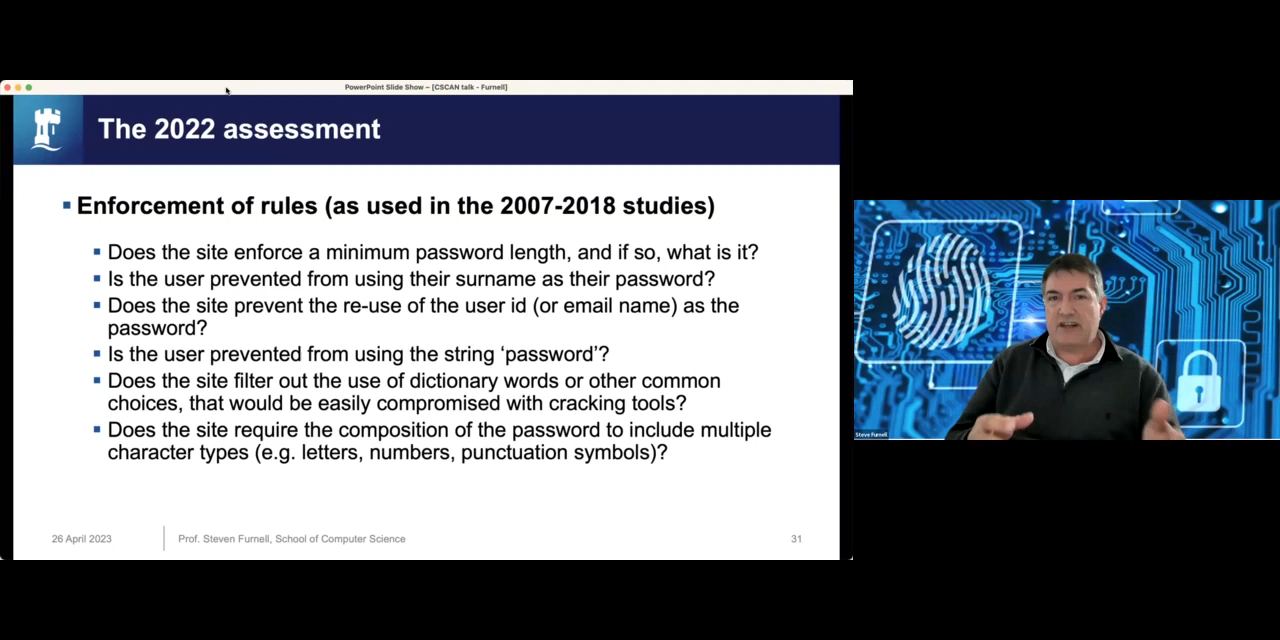 PowerPoint Slide Show – [CSCAN talk - Furnell]
The 2022 assessment
Enforcement of rules (as used in the 2007-2018 studies)
Does the site enforce a minimum password length, and if so, what is it?
Is the user prevented from using their surname as their password?
Does the site prevent the re-use of the user id (or email name) as the
password?
Is the user prevented from using the string ‘password’?
Does the site filter out the use of dictionary words or other common
choices, that would be easily compromised with cracking tools?
Does the site require the composition of the password to include multiple
character types (e.g. letters, numbers, punctuation symbols)?
26 April 2023
Prof. Steven Furnell, School of Computer Science
31
Steve Furnell